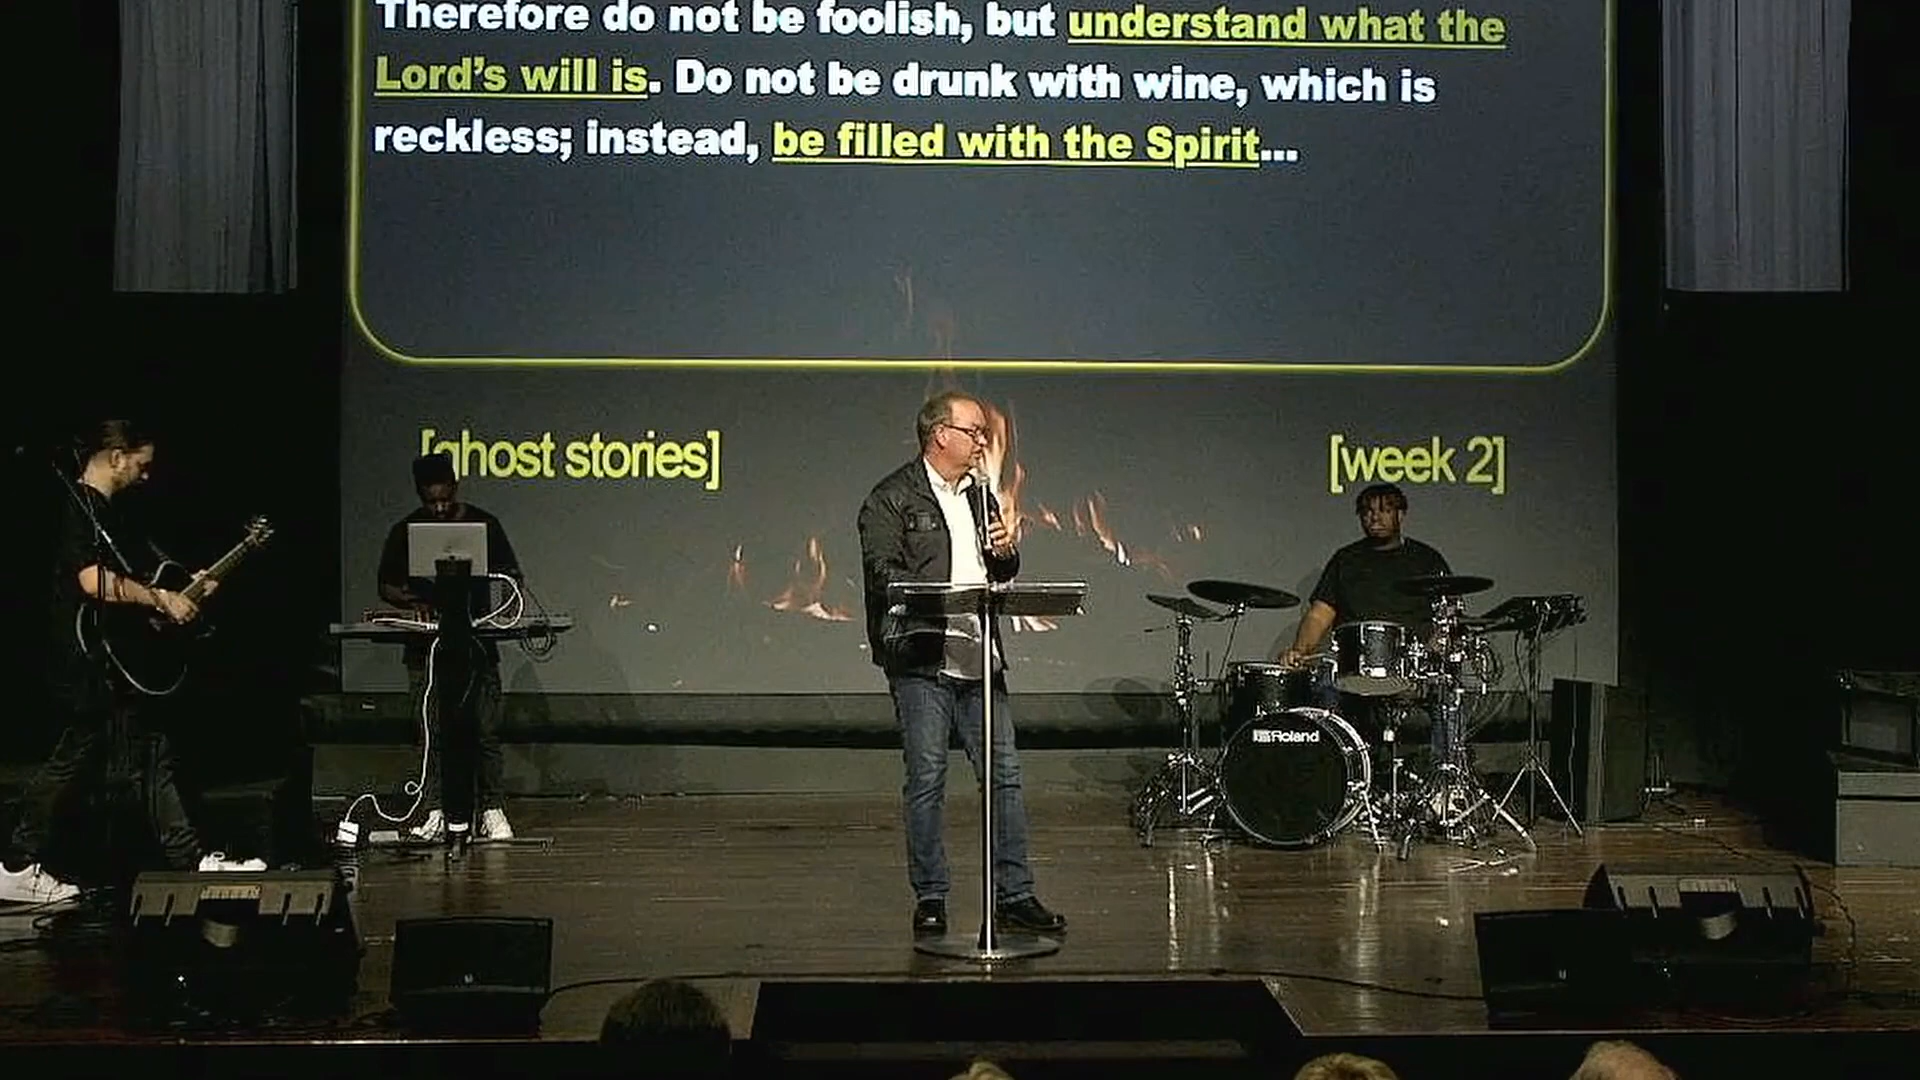 Therefore do not be foolish, but understand what the
Lord's will is. Do not be drunk with wine, which is
reckless; instead, be filled with the Spirit...
[ghost stories]
[week 2]
Roland